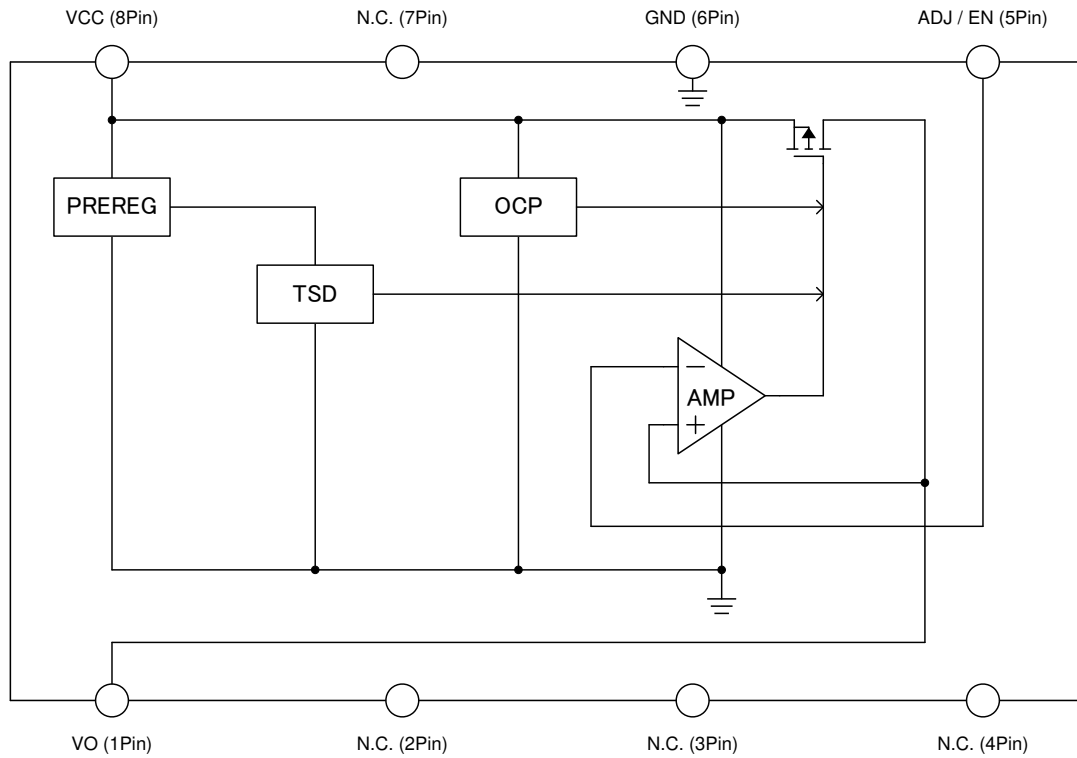 VCC (8Pin)
N.C. (7Pin)
GND (6Pin)
ADJ / EN (5Pin)
PREREG
OCP
TSD
−
AMP
+
VO (1Pin)
N.C. (2Pin)
N.C. (3Pin)
N.C. (4Pin)